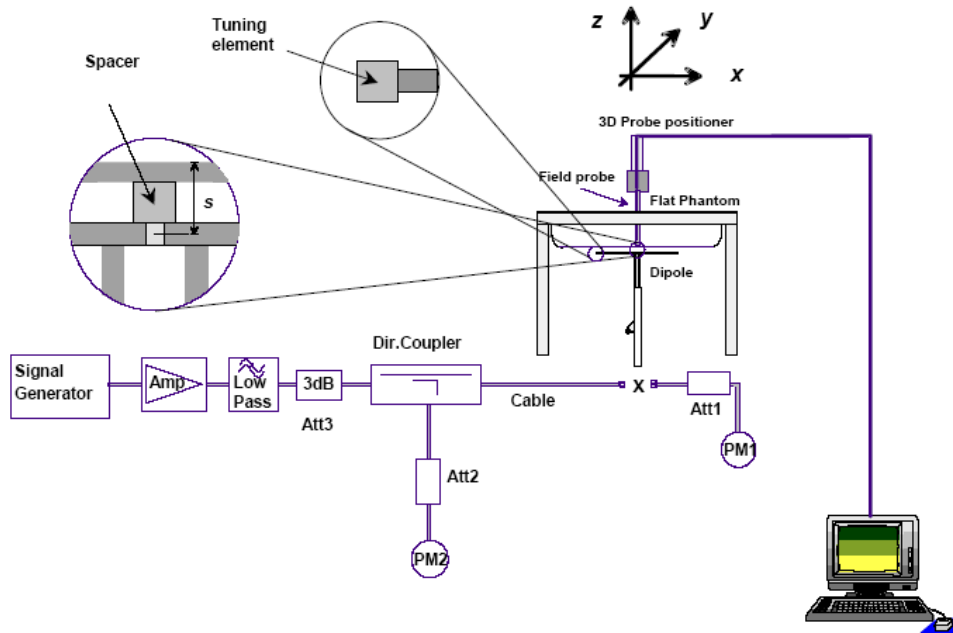 Tuning
element
Spacer
z
y
x
3D Probe positioner
s
Field probe
Flat Phantom
Dipole
Dir.Coupler
Signal
Generator
Amp
Low
Pass
3dB
Att3
Cable
X
Att1
PM1
Att2
PM2